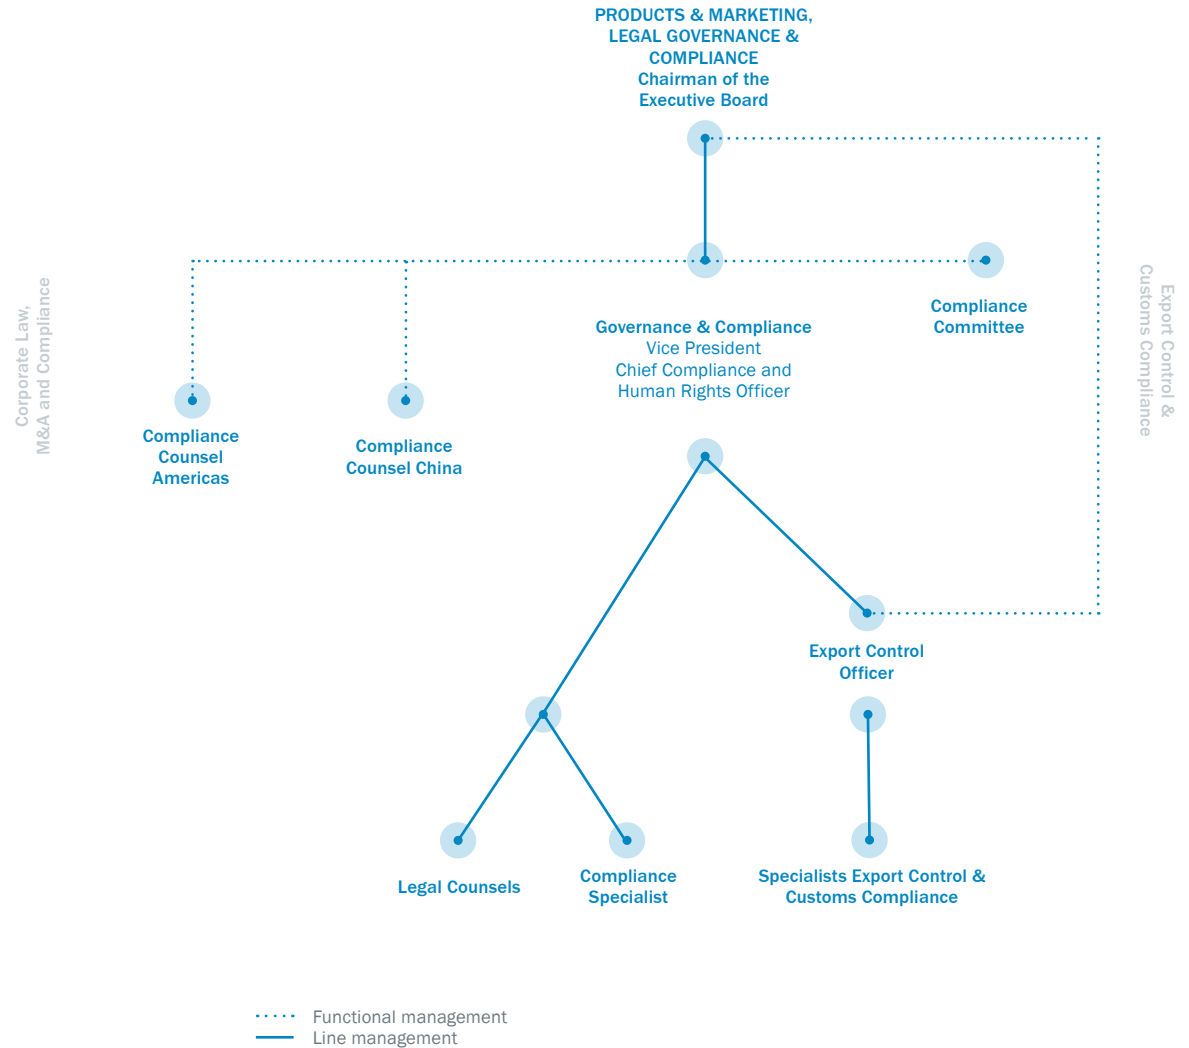 PRODUCTS & MARKETING,
LEGAL GOVERNANCE &
COMPLIANCE
Chairman of the
Executive Board
Corporate Law,
M&A and Compliance
Export Control &
Customs Compliance
Compliance
Committee
Governance & Compliance
Vice President
Chief Compliance and
Human Rights Officer
Compliance
Counsel
Americas
Compliance
Counsel China
Export Control
Officer
Legal Counsels
Compliance
Specialist
Specialists Export Control &
Customs Compliance
Functional management
Line management